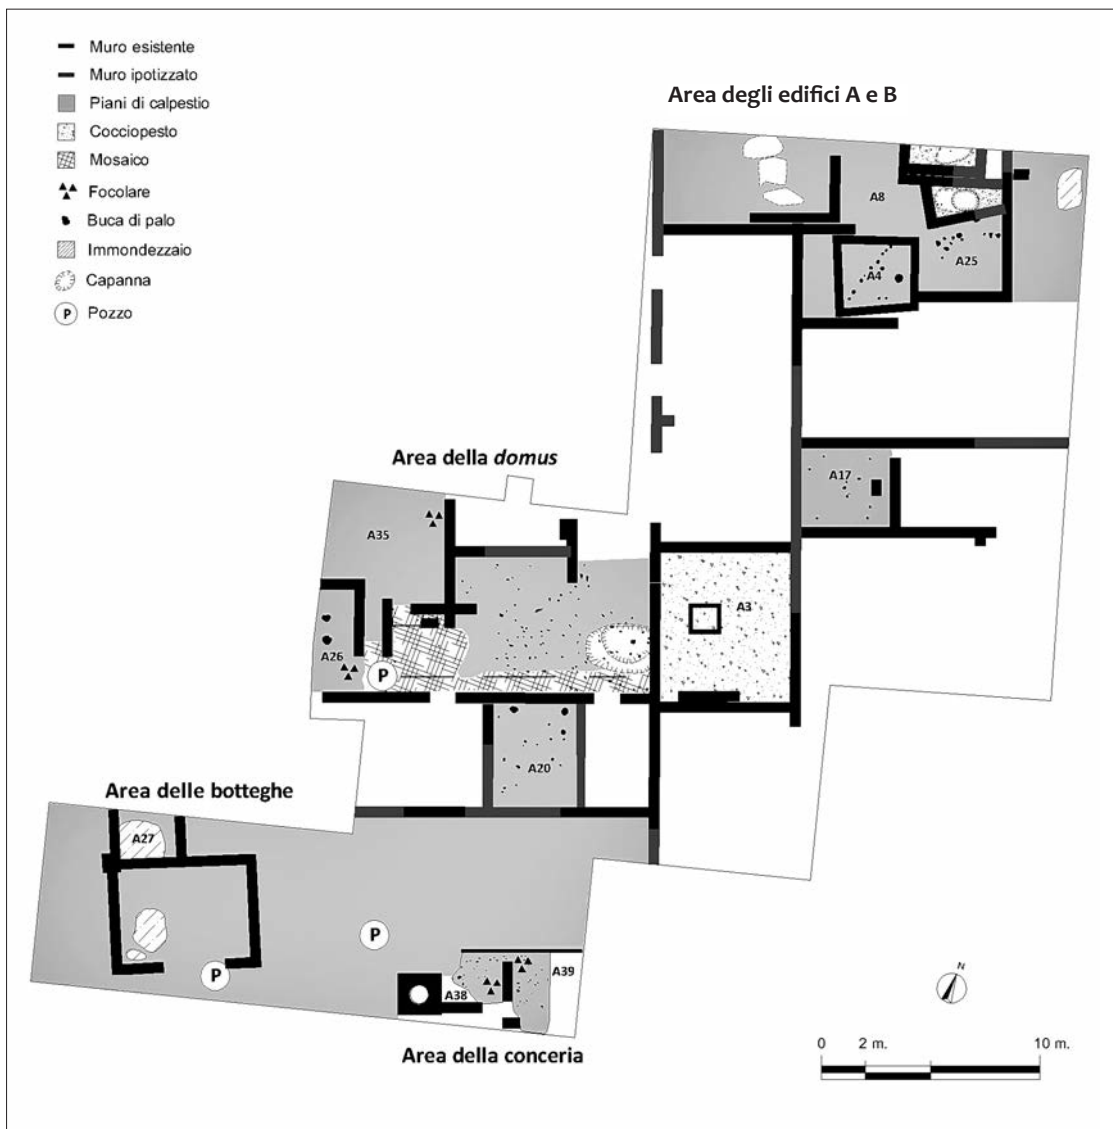 Muro esistente
Muro ipotizzato
Piani di calpestio
Cocciopesto
Mosaico
Focolare
Buca di palo
Immondezzaio
Capanna
P Pozzo
Area degli edifici A e B
A8
A25
A4
A17
Area della domus
A35
A3
A26
P
A20
Area delle botteghe
A27
P
P
A38
A39
Area della conceria
N
0 2 m. 10 m.